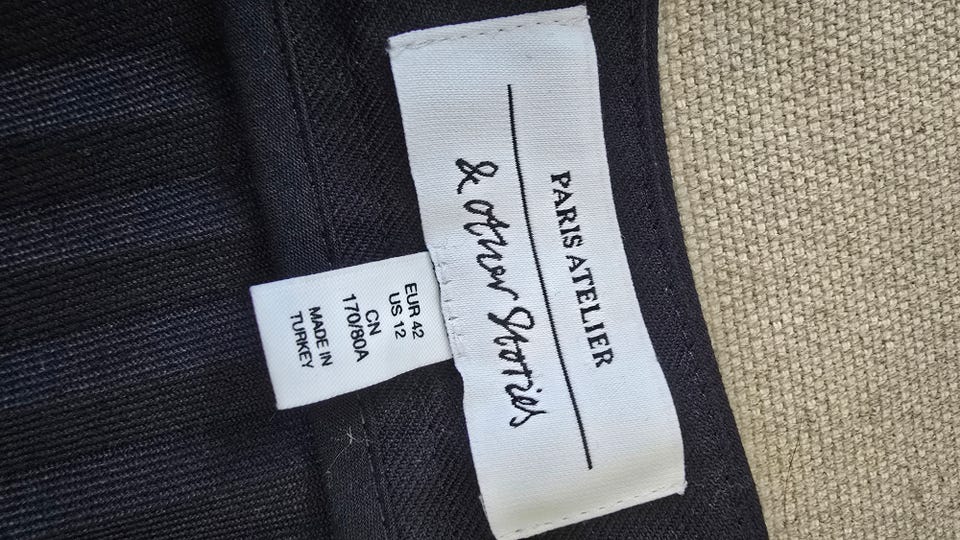 PARIS ATELIER
& other Stories
EUR 42
US 12
CN
170/80A
MADE IN
TURKEY